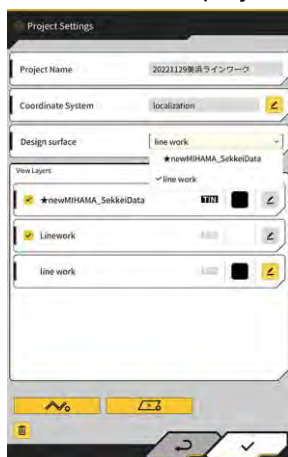 Project Settings
Project Name
20221129美浜ラインワーク
Coordinate System
localization
Design surface
line work
★newMIHAMA_SekkeiData
line work
View Layers
★newMIHAMA_SekkeiData
TIN
Linework
line work